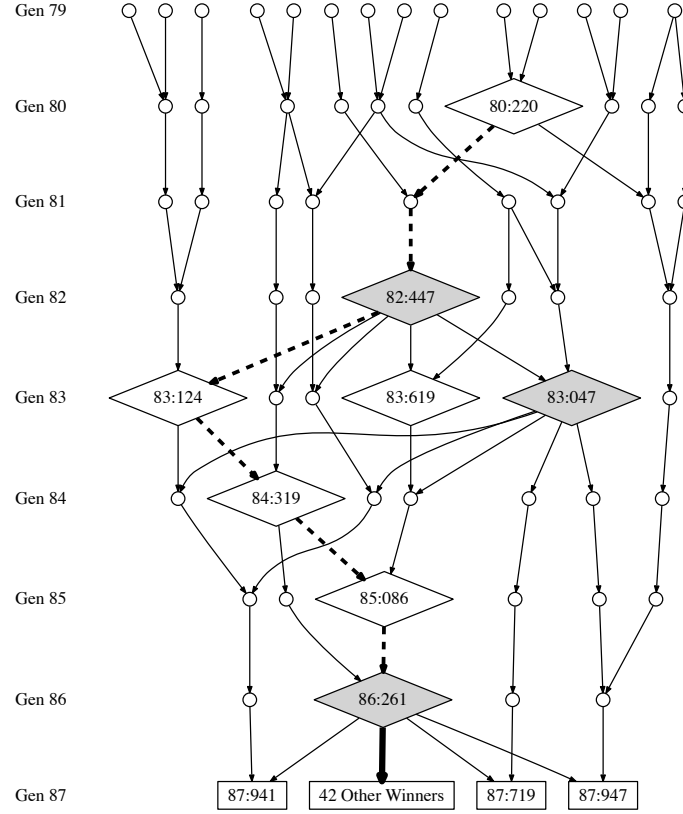 Gen 79
Gen 80
80:220
Gen 81
Gen 82
82:447
Gen 83
83:124
83:619
83:047
Gen 84
84:319
Gen 85
85:086
Gen 86
86:261
Gen 87
87:941
42 Other Winners
87:719
87:947